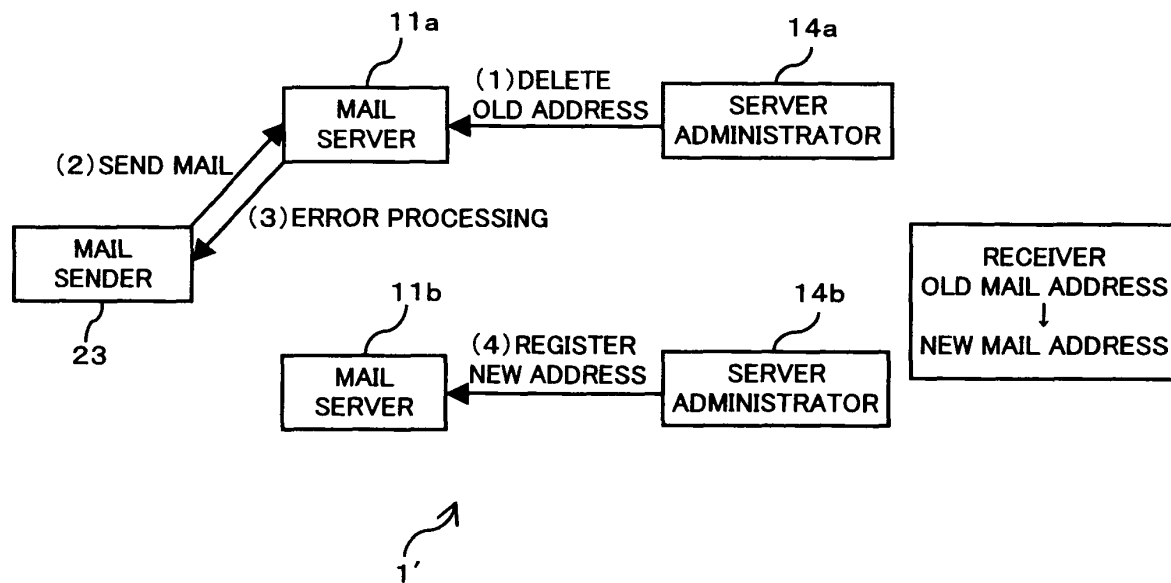 11a
14a
(1)DELETE
OLD ADDRESS
MAIL
SERVER
SERVER
ADMINISTRATOR
(2)SEND MAIL
(3)ERROR PROCESSING
MAIL
SENDER
23
RECEIVER
OLD MAIL ADDRESS
↓
NEW MAIL ADDRESS
11b
14b
(4)REGISTER
NEW ADDRESS
MAIL
SERVER
SERVER
ADMINISTRATOR
1′